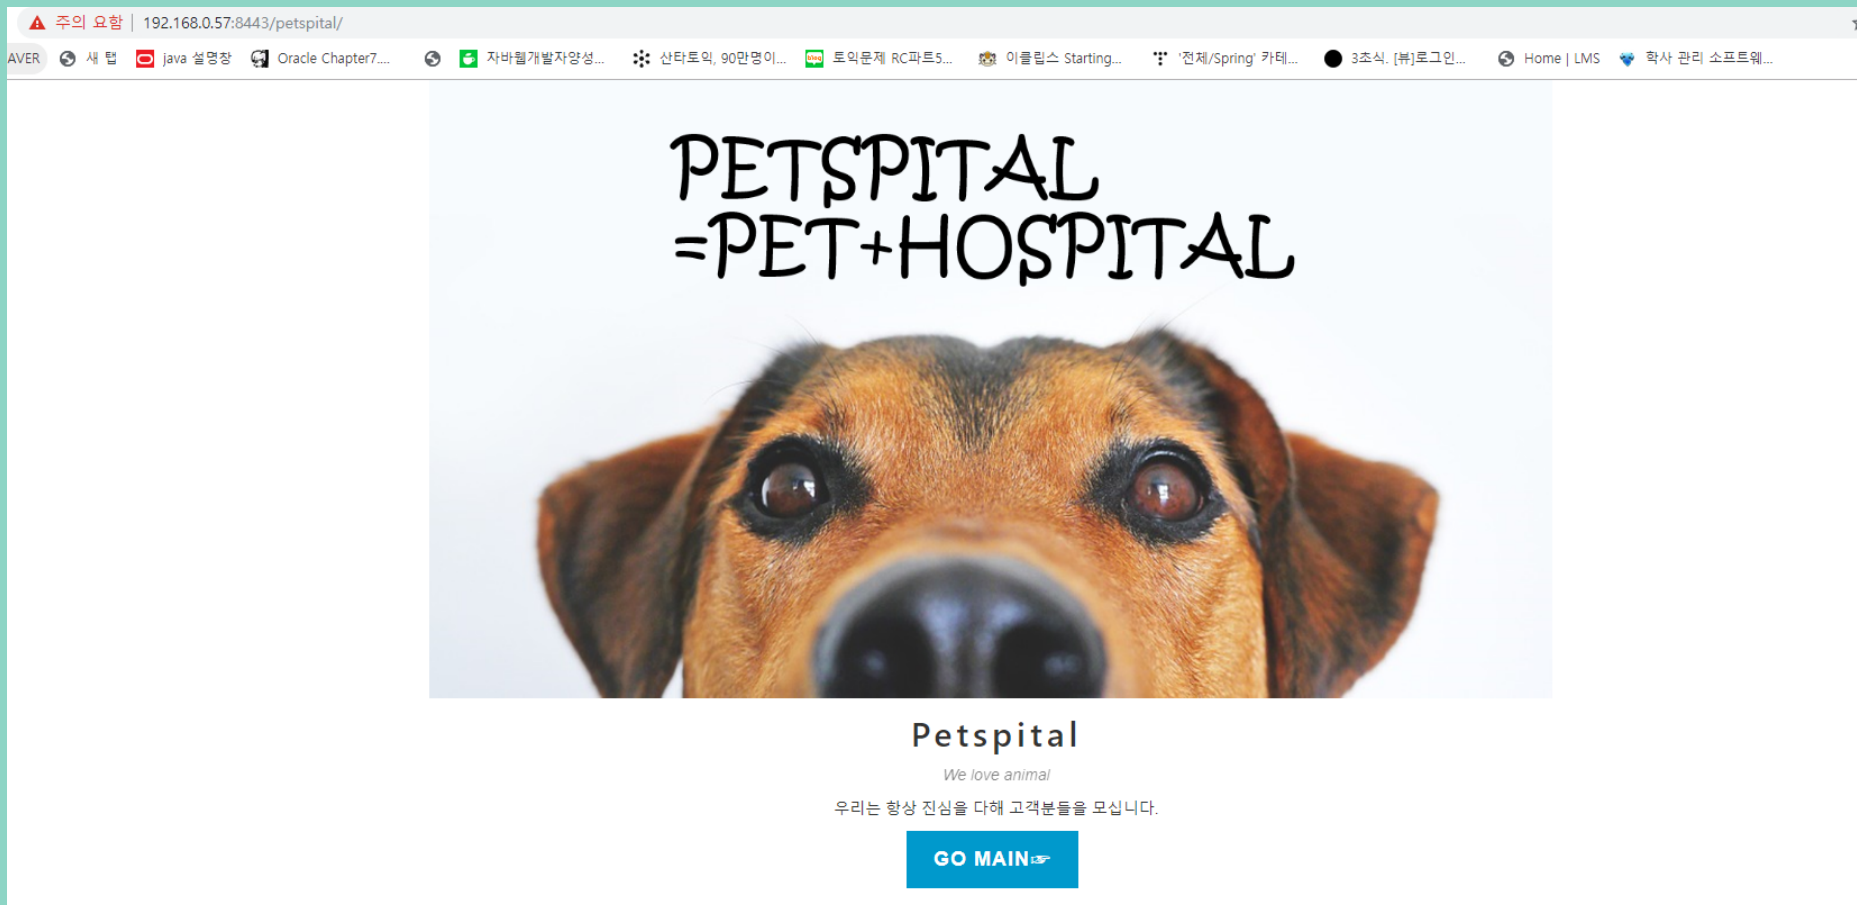 주의 요함 | 192.168.0.57:8443/petspital/
AVER 새 탭 java 설명창 Oracle Chapter7.... 자바웹개발자양성... 산타토익, 90만명이... 토익문제 RC파트5... 이클립스 Starting... '전체/Spring' 카테... 3초식. [뷰]로그인... Home | LMS 학사 관리 소프트웨...
PETSPITAL
=PET+HOSPITAL
Petspital
We love animal
우리는 항상 진심을 다해 고객분들을 모십니다.
GO MAIN☞